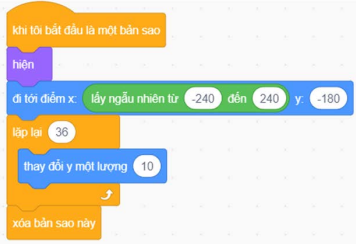 khi tôi bắt đầu là một bản sao
hiện
đi tới điểm x: lấy ngẫu nhiên từ -240 đến 240 y: -180
lặp lại 36
thay đổi y một lượng 10
xóa bản sao này